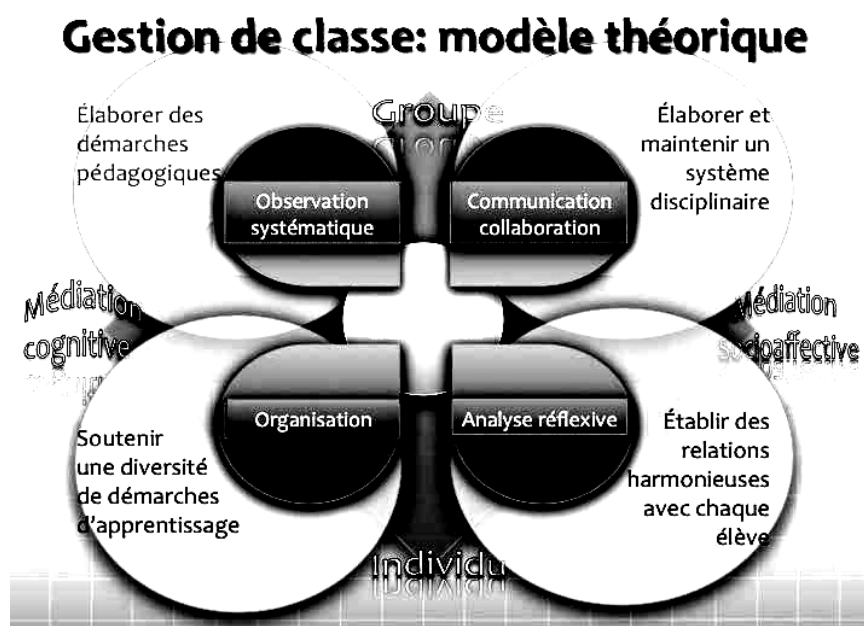 Gestion de classe: modèle théorique
Élaborer des
démarches
pédagogiques
Groupe
Élaborer et
maintenir un
système
disciplinaire
Observation
systématique
Communication
collaboration
Médiation
cognitive
Médiation
socioaffective
Organisation
Analyse réflexive
Soutenir
une diversité
de démarches
d'apprentissage
Établir des
relations
harmonieuses
avec chaque
élève
Individu